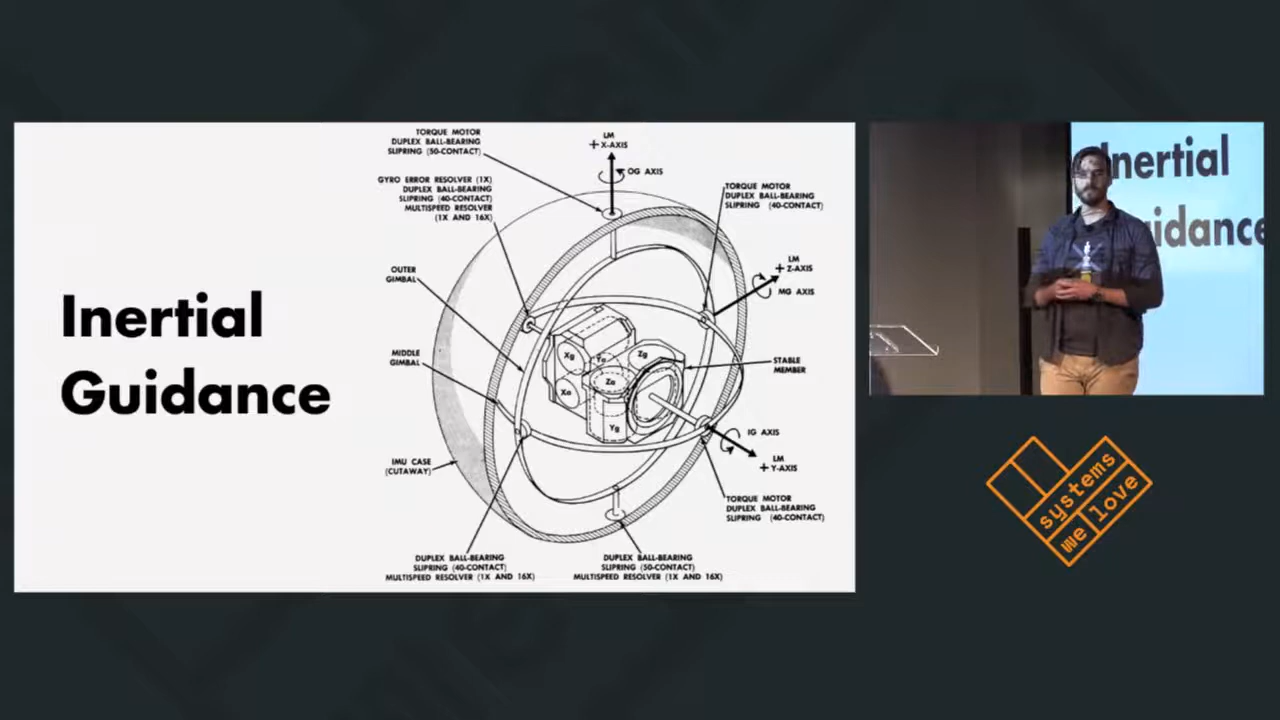 Inertial
Guidance
TORQUE MOTOR
DUPLEX BALL-BEARING
SLIPRING (50-CONTACT)
LM
+ X-AXIS
OG AXIS
GYRO ERROR RESOLVER (1X)
DUPLEX BALL-BEARING
SLIPRING (40-CONTACT)
MULTISPEED RESOLVER
(1X AND 16X)
TORQUE MOTOR
DUPLEX BALL-BEARING
SLIPRING (40-CONTACT)
OUTER
GIMBAL
LM
+ Z-AXIS
MG AXIS
MIDDLE
GIMBAL
Xg
Ya
Zg
Za
Xa
Yg
STABLE
MEMBER
IG AXIS
LM
+ Y-AXIS
IMU CASE
(CUTAWAY)
TORQUE MOTOR
DUPLEX BALL-BEARING
SLIPRING (40-CONTACT)
DUPLEX BALL-BEARING
SLIPRING (40-CONTACT)
MULTISPEED RESOLVER (1X AND 16X)
DUPLEX BALL-BEARING
SLIPRING (50-CONTACT)
MULTISPEED RESOLVER (1X AND 16X)
Inertial
uidance
systems
we love